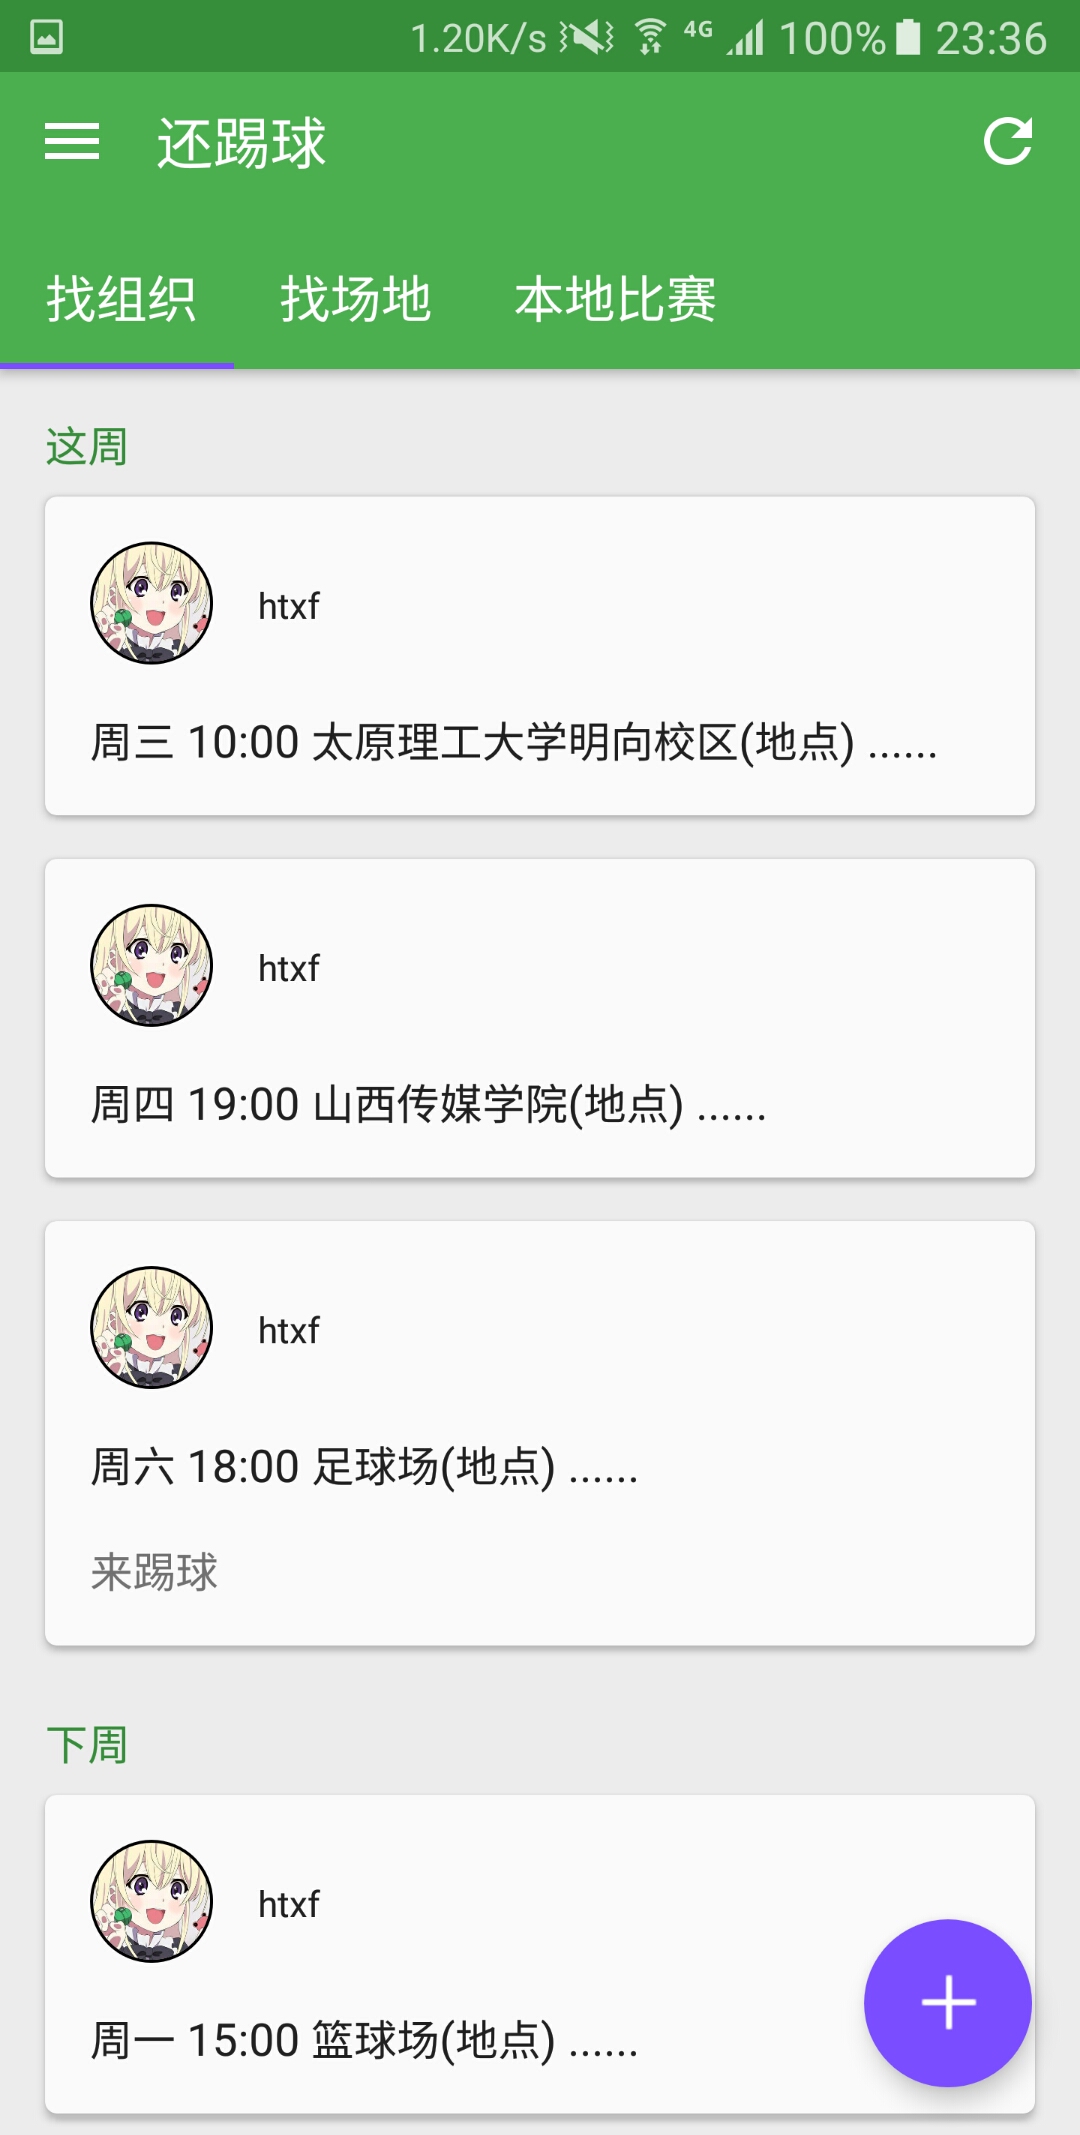 1.20K/s 4G 100% 23:36
还踢球
找组织 找场地 本地比赛
这周
htxf
周三 10:00 太原理工大学明向校区(地点) ......
htxf
周四 19:00 山西传媒学院(地点) ......
htxf
周六 18:00 足球场(地点) ......
来踢球
下周
htxf
周一 15:00 篮球场(地点) ......